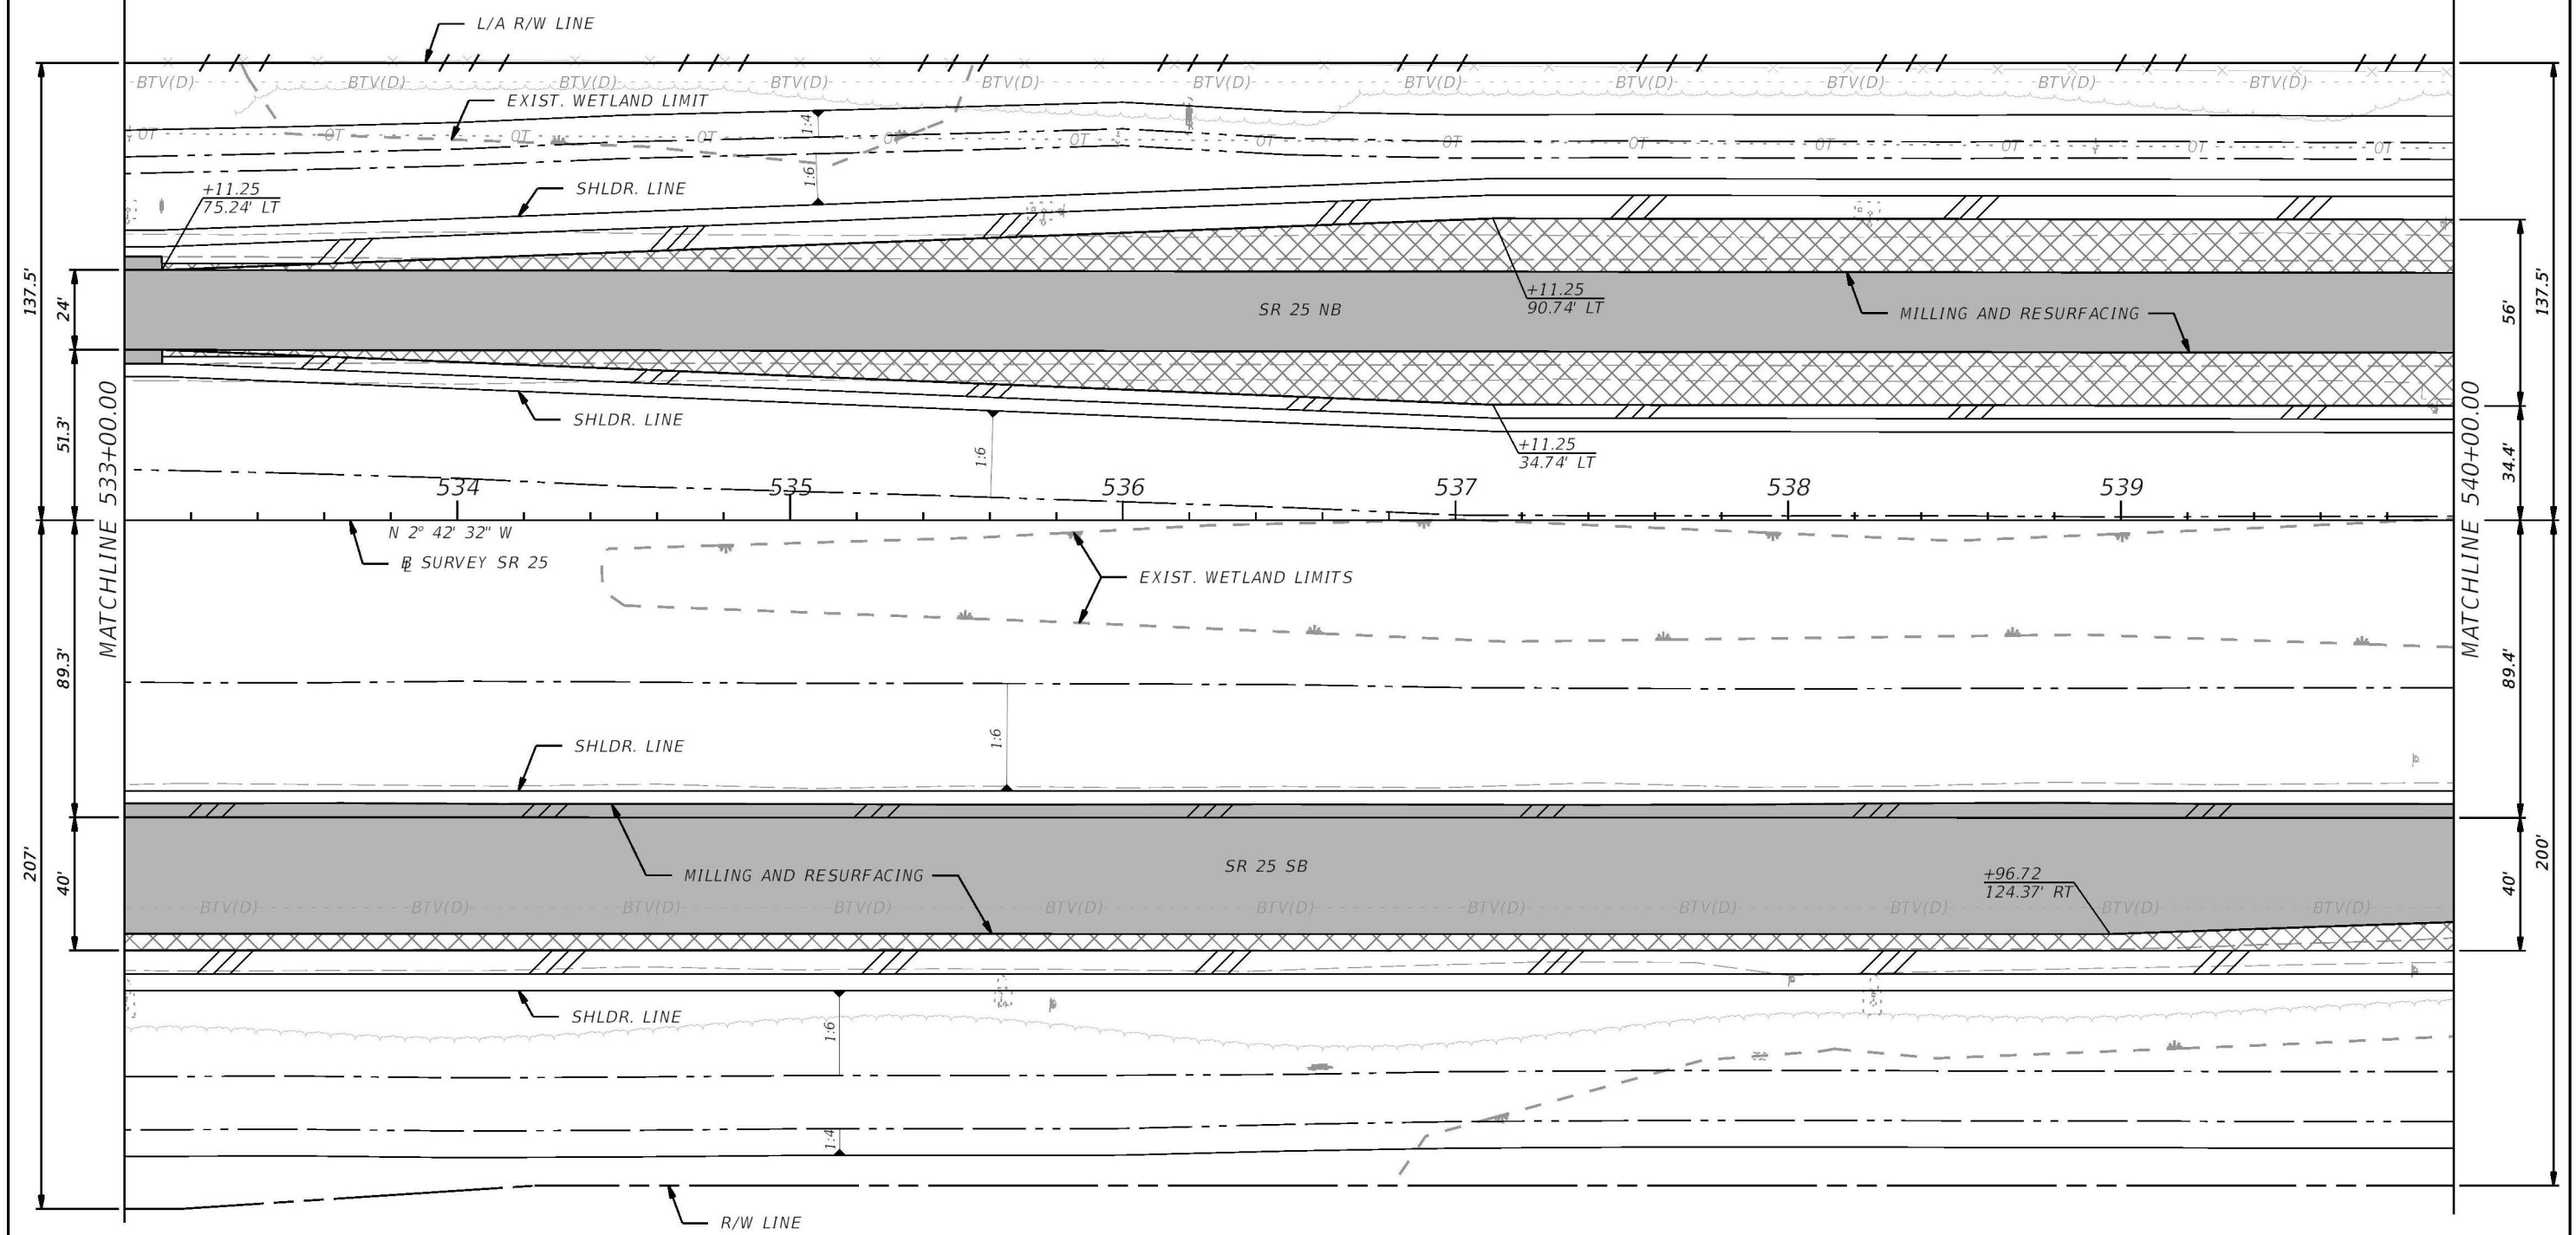 L/A R/W LINE
BTV(D) BTV(D) BTV(D) BTV(D) BTV(D) BTV(D) BTV(D) BTV(D) BTV(D) BTV(D) BTV(D)
EXIST. WETLAND LIMIT
1:4
OT OT OT OT OT OT OT OT OT OT OT OT OT
1:6
SHLDR. LINE
+11.25
75.24' LT
137.5'
24'
51.3'
SR 25 NB
+11.25
90.74' LT
MILLING AND RESURFACING
56'
137.5'
34.4'
SHLDR. LINE
1:6
+11.25
34.74' LT
MATCHLINE 533+00.00
534 535 536 537 538 539
MATCHLINE 540+00.00
N 2° 42' 32" W
BL SURVEY SR 25
EXIST. WETLAND LIMITS
89.3'
89.4'
1:6
SHLDR. LINE
207'
40'
SR 25 SB
MILLING AND RESURFACING
+96.72
124.37' RT
40'
200'
BTV(D) BTV(D) BTV(D) BTV(D) BTV(D) BTV(D) BTV(D) BTV(D) BTV(D) BTV(D) BTV(D)
SHLDR. LINE
1:6
1:4
R/W LINE